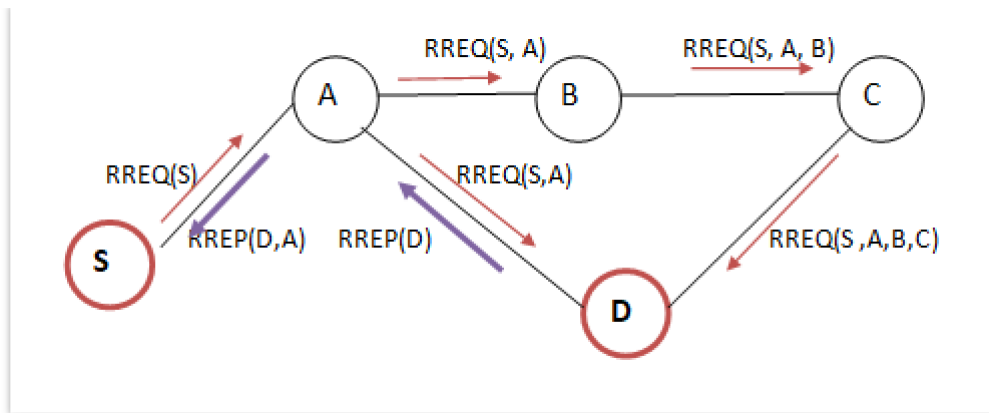 RREQ(S, A)
RREQ(S, A, B)
A
B
C
RREQ(S)
RREQ(S,A)
RREP(D,A)
RREP(D)
RREQ(S ,A,B,C)
S
D